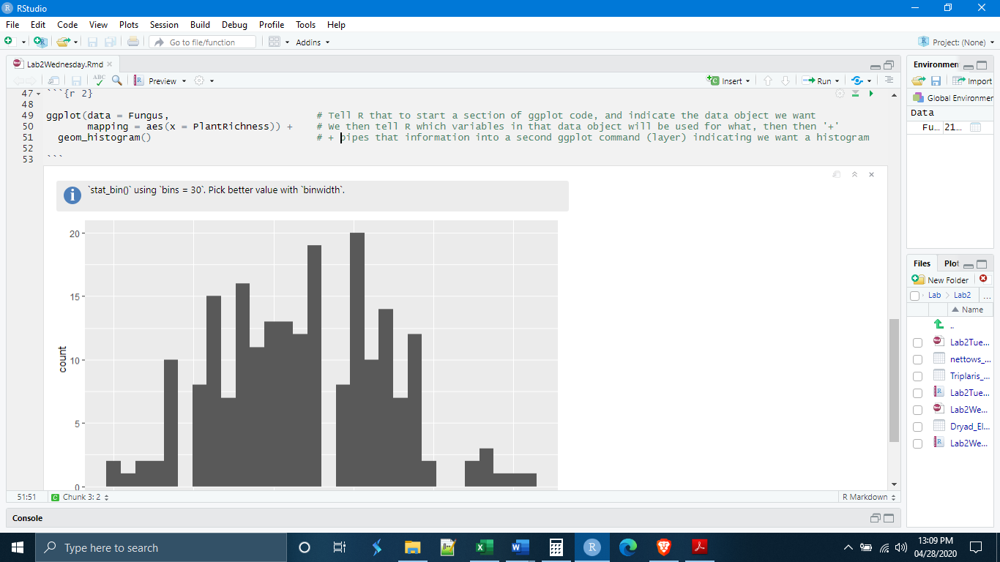 RStudio
File Edit Code View Plots Session Build Debug Profile Tools Help
Go to file/function Addins Project: (None)
Lab2Wednesday.Rmd
ABC Preview Insert Run
47 ```{r 2}
48
49 ggplot(data = Fungus, # Tell R that to start a section of ggplot code, and indicate the data object we want
50 mapping = aes(x = PlantRichness)) + # We then tell R which variables in that data object will be used for what, then then '+'
51 geom_histogram() # + pipes that information into a second ggplot command (layer) indicating we want a histogram
52
53 ```
`stat_bin()` using `bins = 30`. Pick better value with `binwidth`.
20
15
10
5
0
count
51:51 Chunk 3: 2 R Markdown
Console
Environmen
Import
Global Environmen
Data
Fu... 21...
Files Plot
New Folder
Lab Lab2 ...
Name
..
Lab2Tue...
nettows_...
Triplaris_...
Lab2Tue...
Lab2We...
Dryad_El...
Lab2We...
Type here to search
13:09 PM
04/28/2020